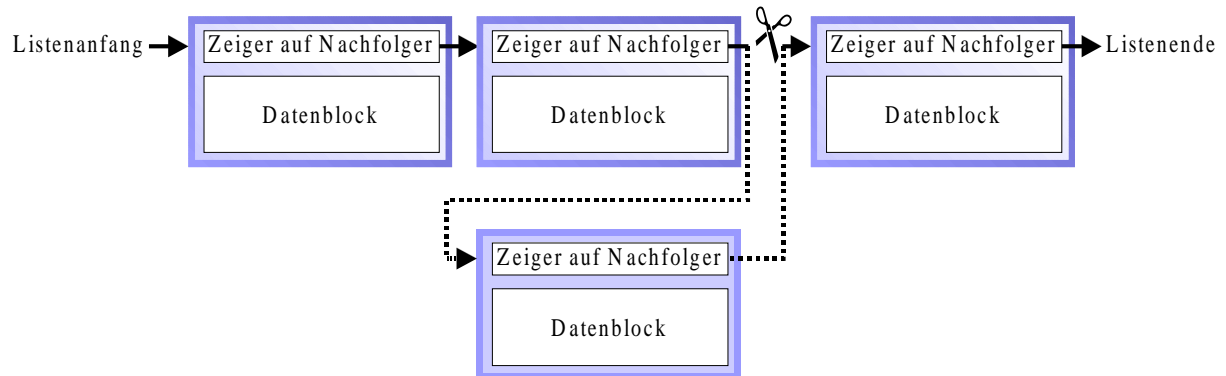 Listenanfang
Zeiger auf Nachfolger
Zeiger auf Nachfolger
Zeiger auf Nachfolger
Listenende
Datenblock
Datenblock
Datenblock
Zeiger auf Nachfolger
Datenblock